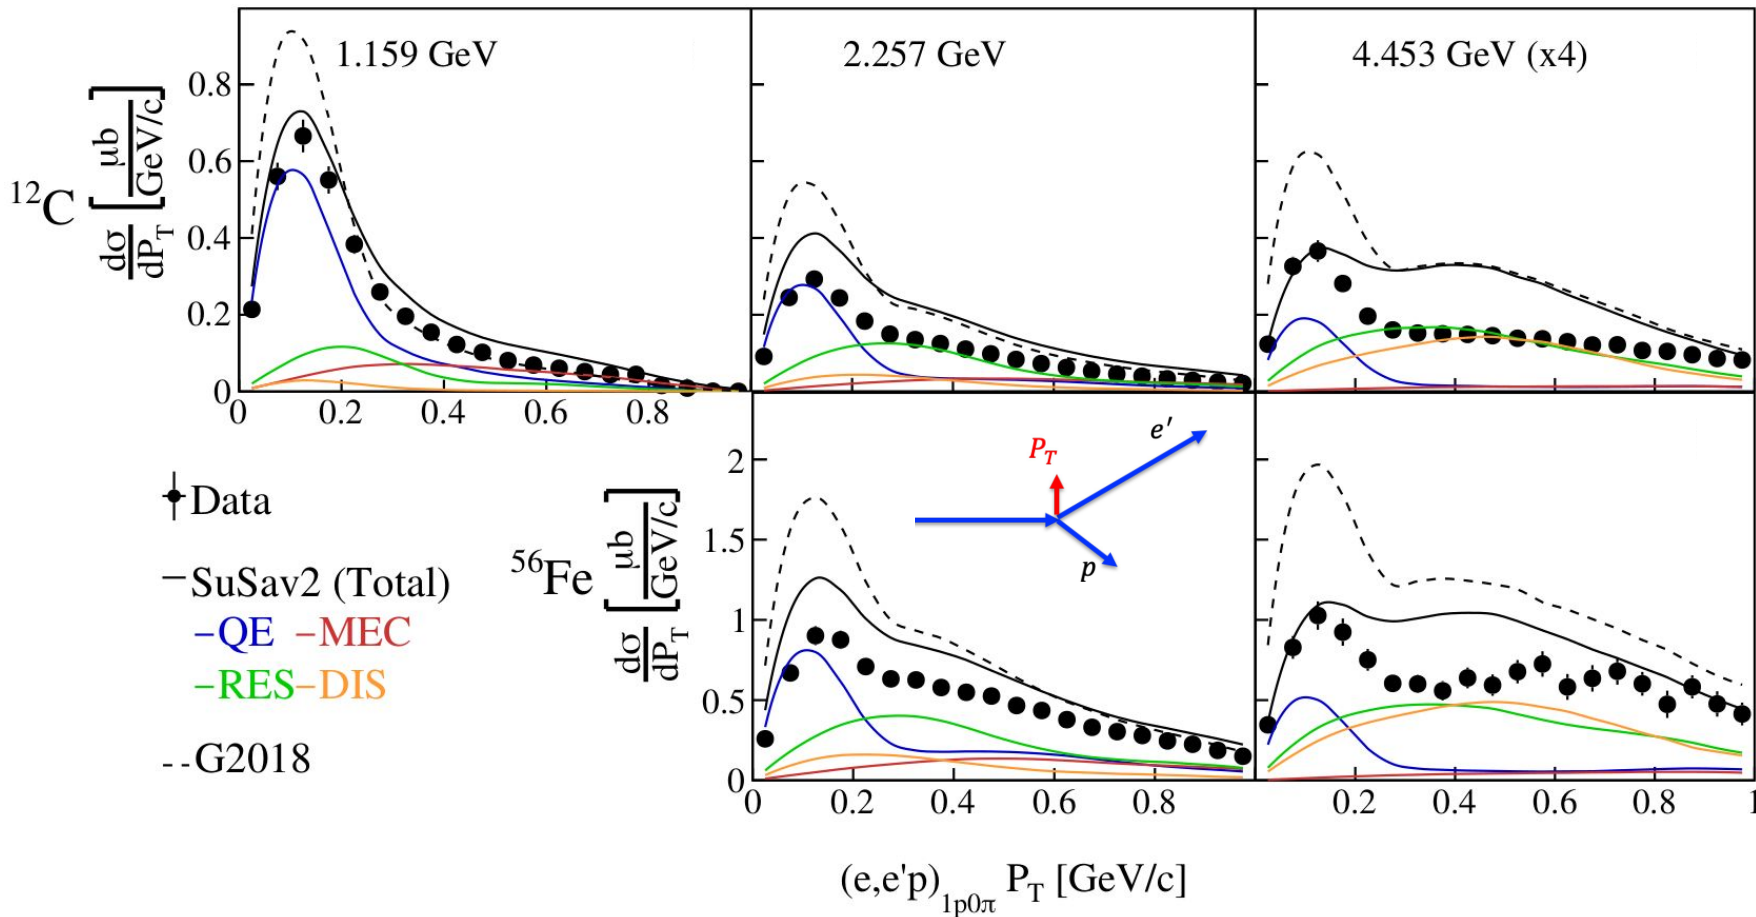 1.159 GeV
2.257 GeV
4.453 GeV (x4)
¹²C dσ/dP_T [μb/GeV/c]
0.8
0.6
0.4
0.2
0
0 0.2 0.4 0.6 0.8
Data
SuSav2 (Total)
QE MEC
RES DIS
G2018
⁵⁶Fe dσ/dP_T [μb/GeV/c]
2
1.5
1
0.5
0
P_T
e′
p
0 0.2 0.4 0.6 0.8
0.2 0.4 0.6 0.8 1
(e,e'p)_1p0π P_T [GeV/c]